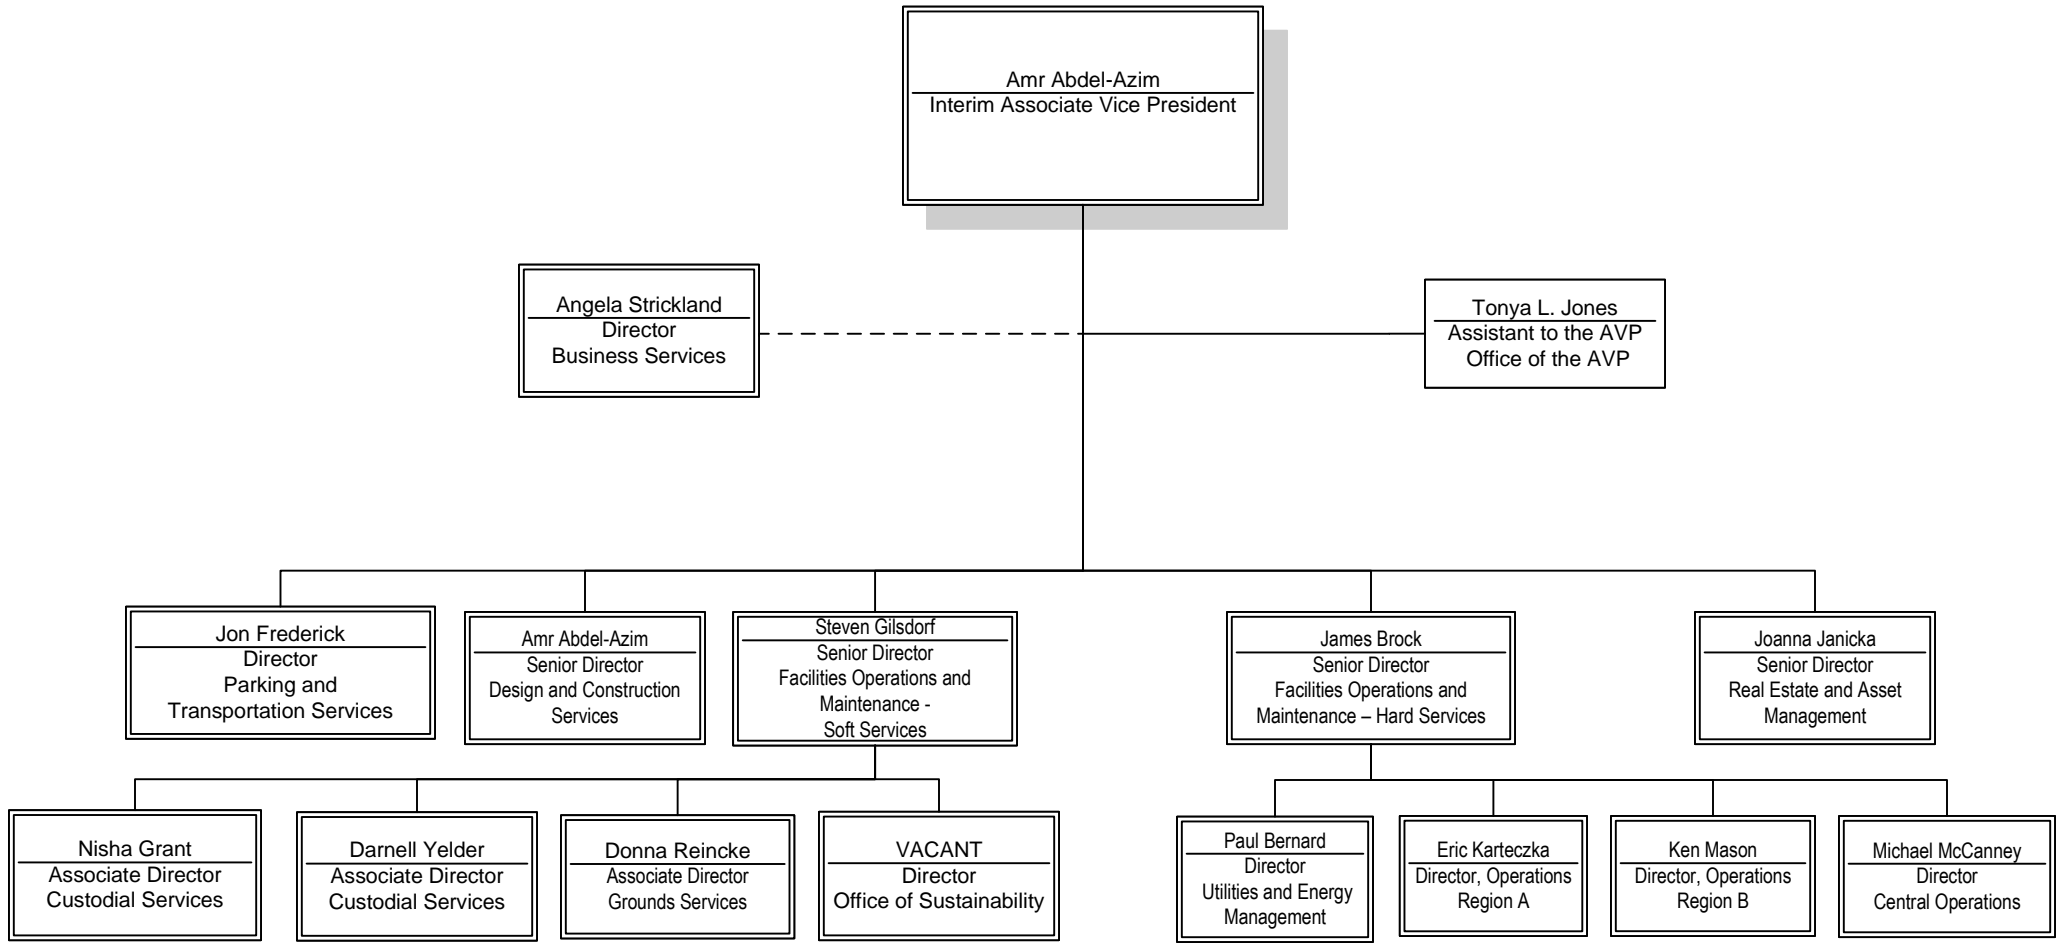 Amr Abdel-Azim
Interim Associate Vice President
Angela Strickland
Director
Business Services
Tonya L. Jones
Assistant to the AVP
Office of the AVP
Jon Frederick
Director
Parking and
Transportation Services
Amr Abdel-Azim
Senior Director
Design and Construction
Services
Steven Gilsdorf
Senior Director
Facilities Operations and
Maintenance -
Soft Services
James Brock
Senior Director
Facilities Operations and
Maintenance – Hard Services
Joanna Janicka
Senior Director
Real Estate and Asset
Management
Nisha Grant
Associate Director
Custodial Services
Darnell Yelder
Associate Director
Custodial Services
Donna Reincke
Associate Director
Grounds Services
VACANT
Director
Office of Sustainability
Paul Bernard
Director
Utilities and Energy
Management
Eric Karteczka
Director, Operations
Region A
Ken Mason
Director, Operations
Region B
Michael McCanney
Director
Central Operations